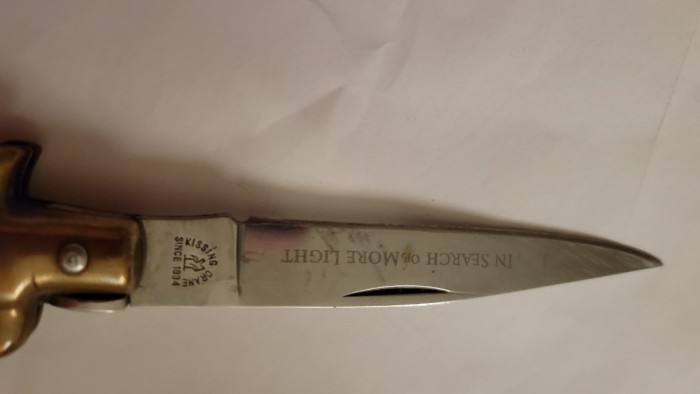 KISSING CRANE
SINCE 1834
IN SEARCH OF MORE LIGHT